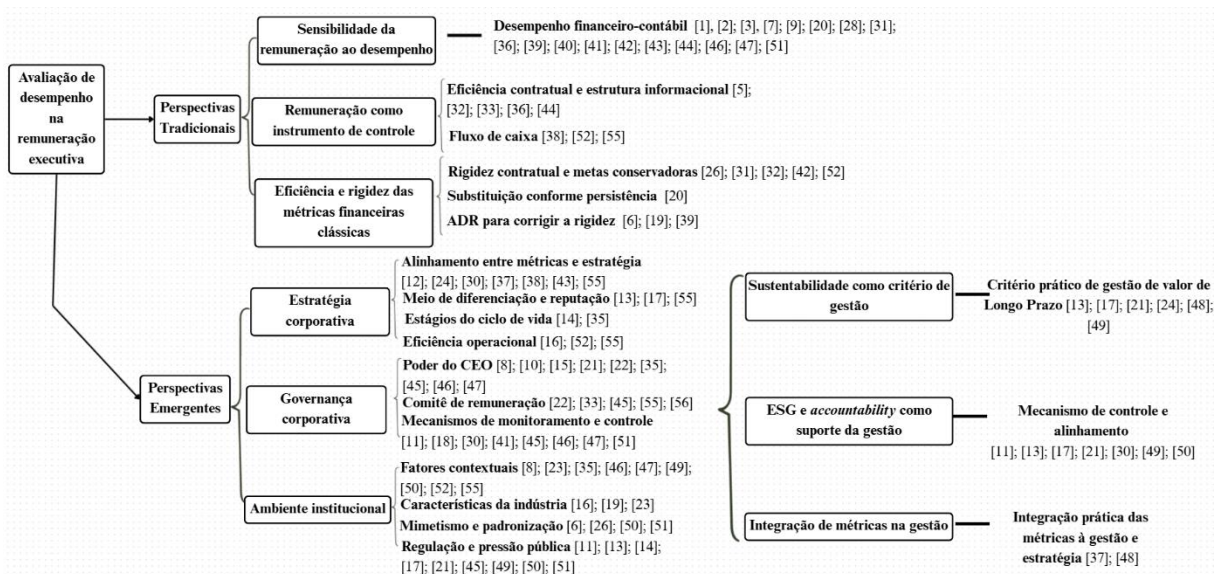 Avaliação de
desempenho
na
remuneração
executiva
Perspectivas
Tradicionais
Sensibilidade da
remuneração ao desempenho
Desempenho financeiro-contábil [1], [2]; [3], [7]; [9]; [20]; [28]; [31];
[36]; [39]; [40]; [41]; [42]; [43]; [44]; [46]; [47]; [51]
Remuneração como
instrumento de controle
Eficiência contratual e estrutura informacional [5];
[32]; [33]; [36]; [44]
Fluxo de caixa [38]; [52]; [55]
Eficiência e rigidez das
métricas financeiras
clássicas
Rigidez contratual e metas conservadoras [26]; [31]; [32]; [42]; [52]
Substituição conforme persistência [20]
ADR para corrigir a rigidez [6]; [19]; [39]
Perspectivas
Emergentes
Estratégia
corporativa
Alinhamento entre métricas e estratégia
[12]; [24]; [30]; [37]; [38]; [43]; [55]
Meio de diferenciação e reputação [13]; [17]; [55]
Estágios do ciclo de vida [14]; [35]
Eficiência operacional [16]; [52]; [55]
Governança
corporativa
Poder do CEO [8]; [10]; [15]; [21]; [22]; [35];
[45]; [46]; [47]
Comitê de remuneração [22]; [33]; [45]; [55]; [56]
Mecanismos de monitoramento e controle
[11]; [18]; [30]; [41]; [45]; [46]; [47]; [51]
Ambiente institucional
Fatores contextuais [8]; [23]; [35]; [46]; [47]; [49];
[50]; [52]; [55]
Características da indústria [16]; [19]; [23]
Mimetismo e padronização [6]; [26]; [50]; [51]
Regulação e pressão pública [11]; [13]; [14];
[17]; [21]; [45]; [49]; [50]; [51]
Sustentabilidade como critério de
gestão
Critério prático de gestão de valor de
Longo Prazo [13]; [17]; [21]; [24]; [48];
[49]
ESG e accountability como
suporte da gestão
Mecanismo de controle e
alinhamento
[11]; [13]; [17]; [21]; [30]; [49]; [50]
Integração de métricas na gestão
Integração prática das
métricas à gestão e
estratégia [37]; [48]